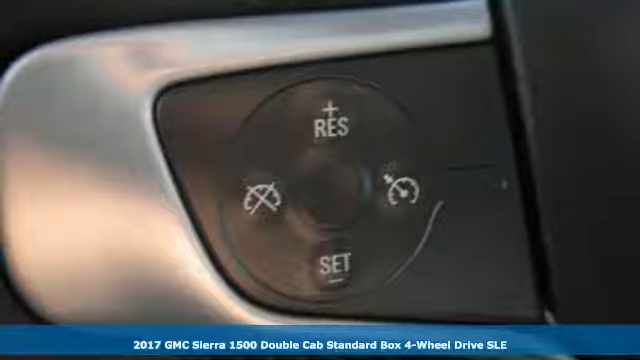 +
RES
SET
−
2017 GMC Sierra 1500 Double Cab Standard Box 4-Wheel Drive SLE